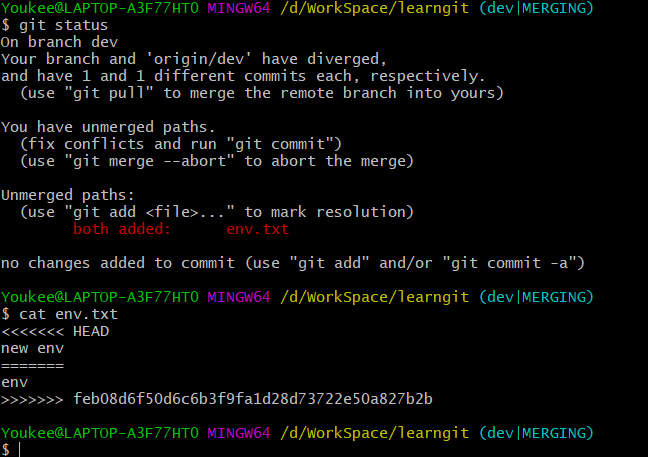 Youkee@LAPTOP-A3F77HT0 MINGW64 /d/WorkSpace/learngit (dev|MERGING)
$ git status
On branch dev
Your branch and 'origin/dev' have diverged,
and have 1 and 1 different commits each, respectively.
  (use "git pull" to merge the remote branch into yours)

You have unmerged paths.
  (fix conflicts and run "git commit")
  (use "git merge --abort" to abort the merge)

Unmerged paths:
  (use "git add <file>..." to mark resolution)
        both added:      env.txt

no changes added to commit (use "git add" and/or "git commit -a")

Youkee@LAPTOP-A3F77HT0 MINGW64 /d/WorkSpace/learngit (dev|MERGING)
$ cat env.txt
<<<<<<< HEAD
new env
=======
env
>>>>>>> feb08d6f50d6c6b3f9fa1d28d73722e50a827b2b

Youkee@LAPTOP-A3F77HT0 MINGW64 /d/WorkSpace/learngit (dev|MERGING)
$